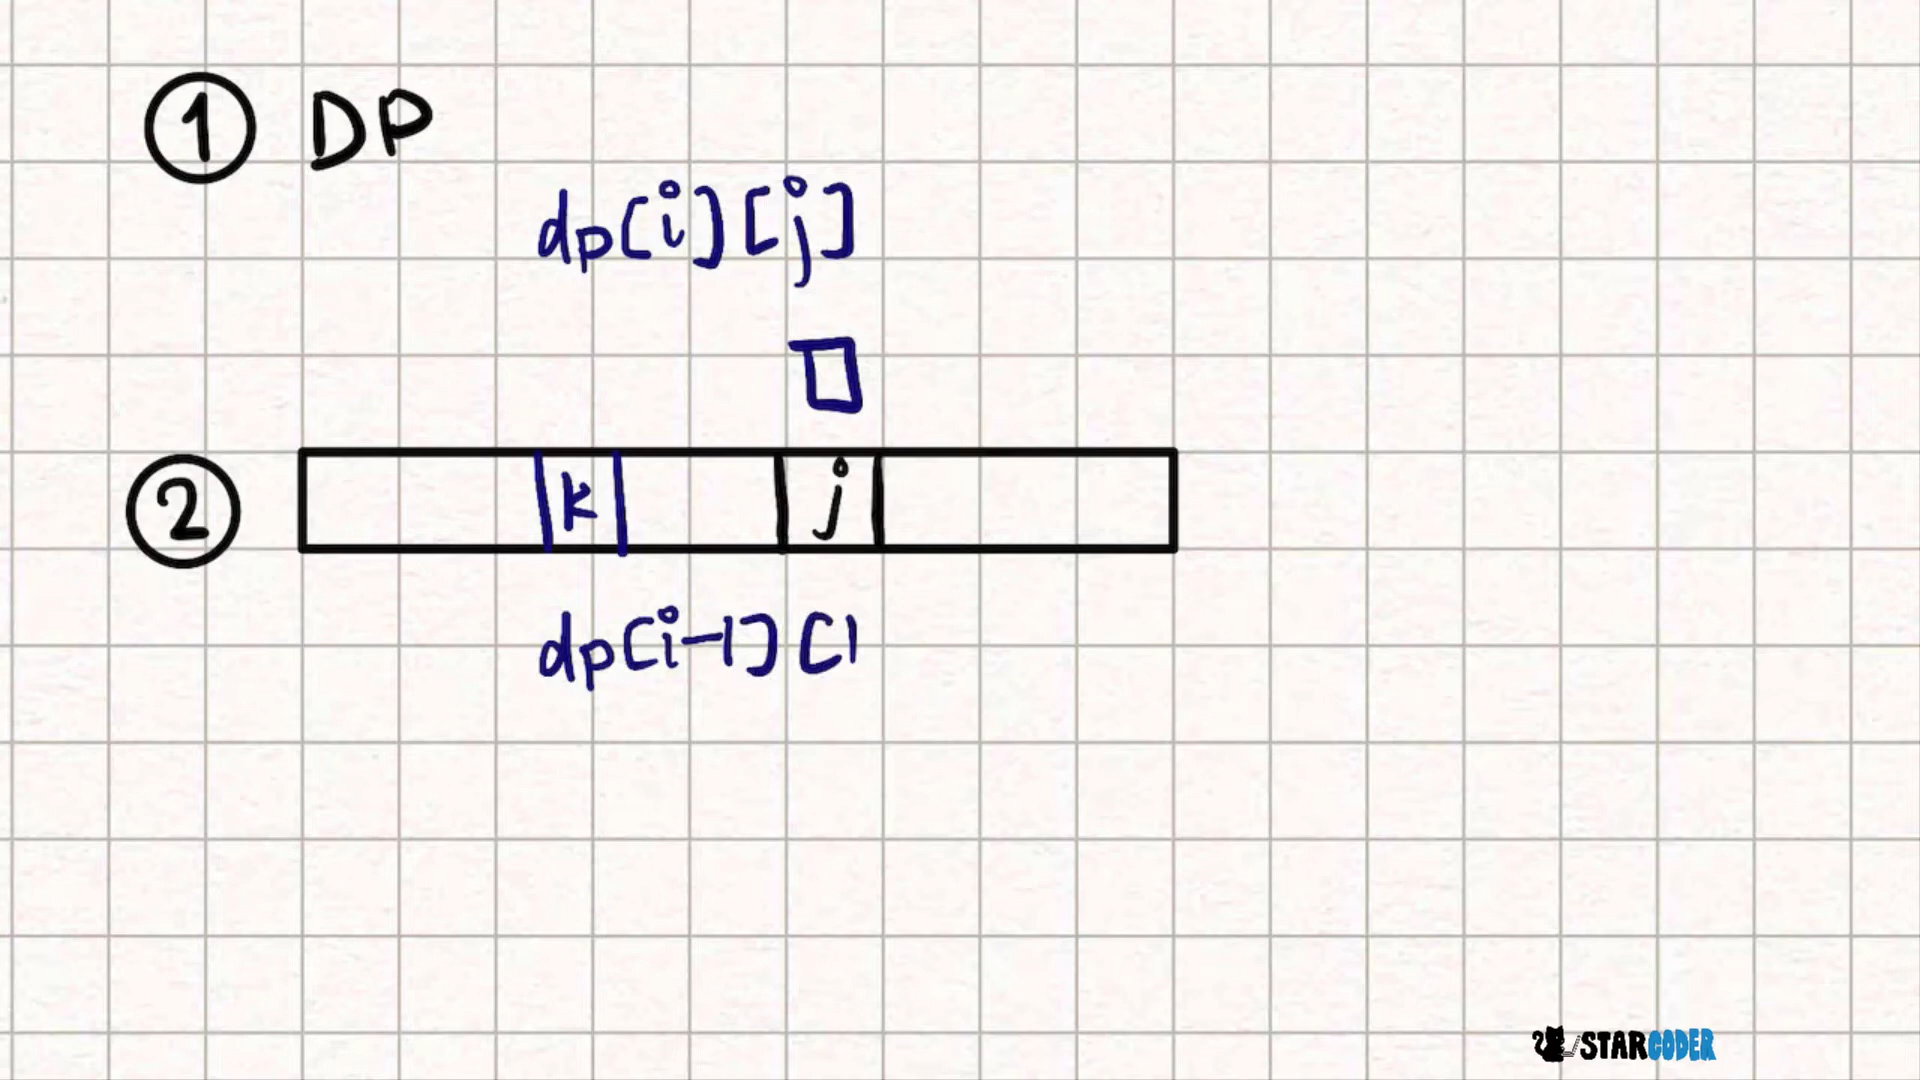 ① DP
dp[i][j]
② k j
dp[i-1][
STARCODER